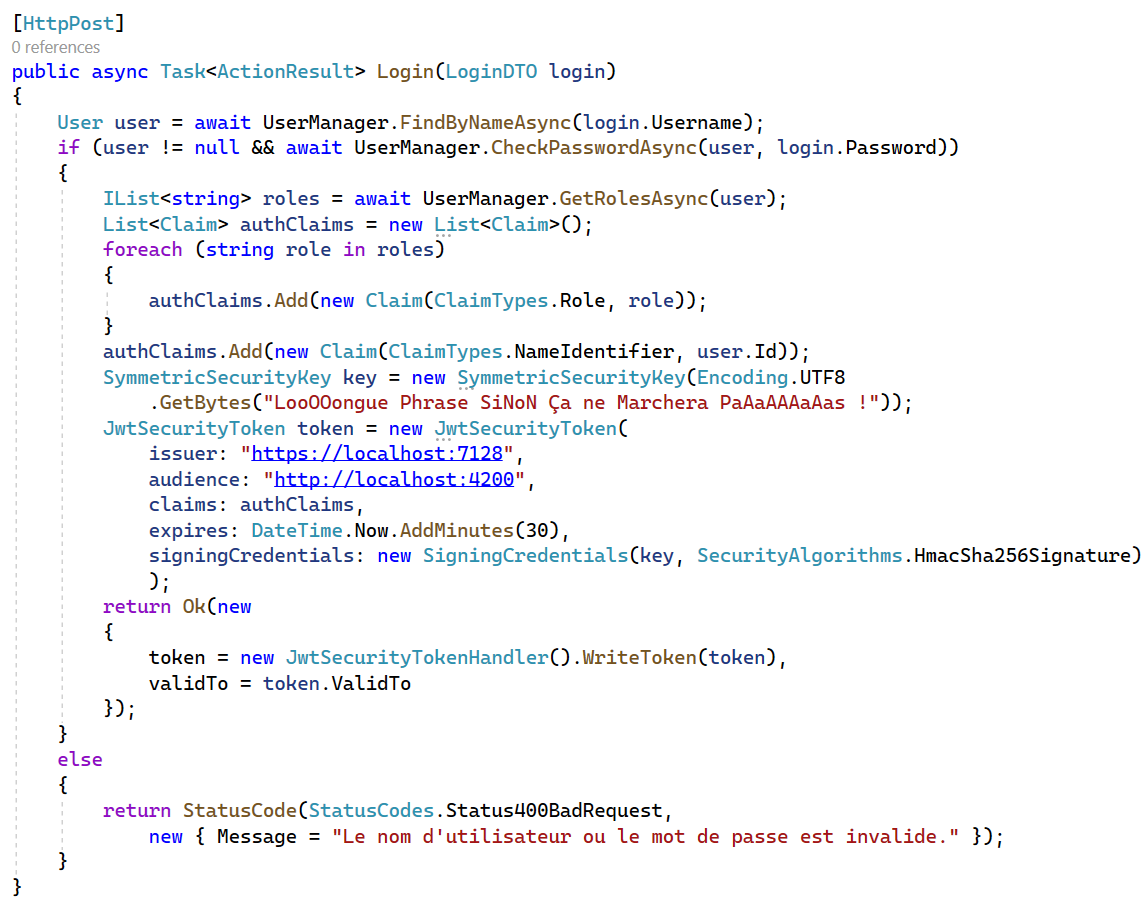 [HttpPost]
0 references
public async Task<ActionResult> Login(LoginDTO login)
{
    User user = await UserManager.FindByNameAsync(login.Username);
    if (user != null && await UserManager.CheckPasswordAsync(user, login.Password))
    {
        IList<string> roles = await UserManager.GetRolesAsync(user);
        List<Claim> authClaims = new List<Claim>();
        foreach (string role in roles)
        {
            authClaims.Add(new Claim(ClaimTypes.Role, role));
        }
        authClaims.Add(new Claim(ClaimTypes.NameIdentifier, user.Id));
        SymmetricSecurityKey key = new SymmetricSecurityKey(Encoding.UTF8
            .GetBytes("LooOOongue Phrase SiNoN Ça ne Marchera PaAaAAAaAas !"));
        JwtSecurityToken token = new JwtSecurityToken(
            issuer: "https://localhost:7128",
            audience: "http://localhost:4200",
            claims: authClaims,
            expires: DateTime.Now.AddMinutes(30),
            signingCredentials: new SigningCredentials(key, SecurityAlgorithms.HmacSha256Signature)
            );
        return Ok(new
        {
            token = new JwtSecurityTokenHandler().WriteToken(token),
            validTo = token.ValidTo
        });
    }
    else
    {
        return StatusCode(StatusCodes.Status400BadRequest,
            new { Message = "Le nom d'utilisateur ou le mot de passe est invalide." });
    }
}